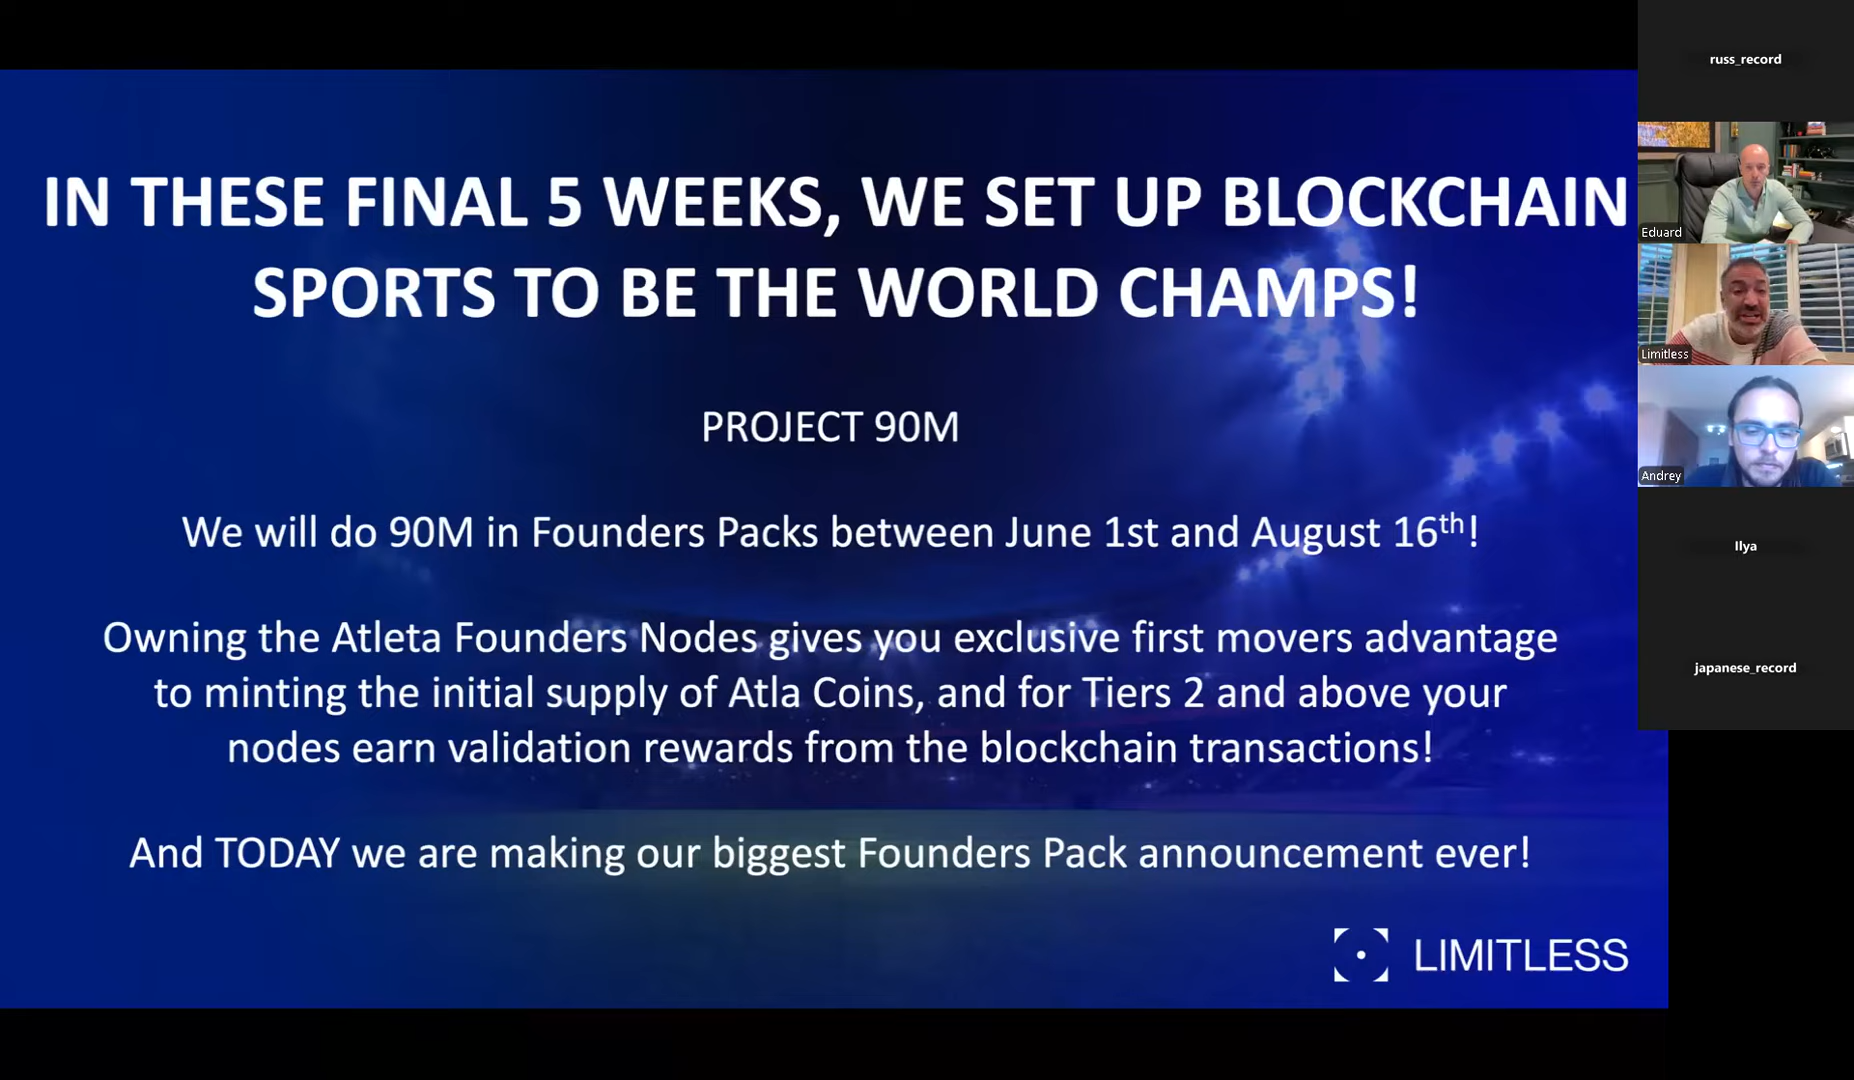 IN THESE FINAL 5 WEEKS, WE SET UP BLOCKCHAIN
SPORTS TO BE THE WORLD CHAMPS!
PROJECT 90M
We will do 90M in Founders Packs between June 1st and August 16th!
Owning the Atleta Founders Nodes gives you exclusive first movers advantage
to minting the initial supply of Atla Coins, and for Tiers 2 and above your
nodes earn validation rewards from the blockchain transactions!
And TODAY we are making our biggest Founders Pack announcement ever!
LIMITLESS
russ_record
Eduard
Limitless
Andrey
Ilya
japanese_record